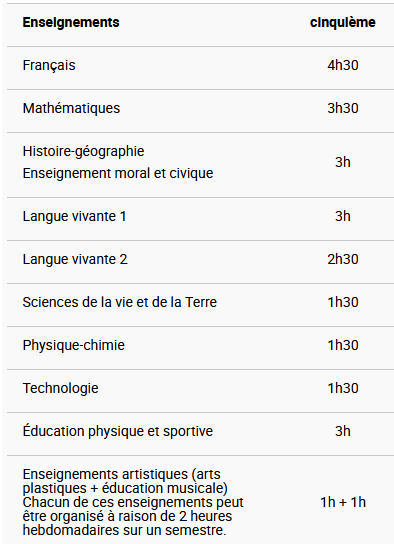 Enseignements cinquième
Français 4h30
Mathématiques 3h30
Histoire-géographie
Enseignement moral et civique 3h
Langue vivante 1 3h
Langue vivante 2 2h30
Sciences de la vie et de la Terre 1h30
Physique-chimie 1h30
Technologie 1h30
Éducation physique et sportive 3h
Enseignements artistiques (arts
plastiques + éducation musicale)
Chacun de ces enseignements peut 1h + 1h
être organisé à raison de 2 heures
hebdomadaires sur un semestre.